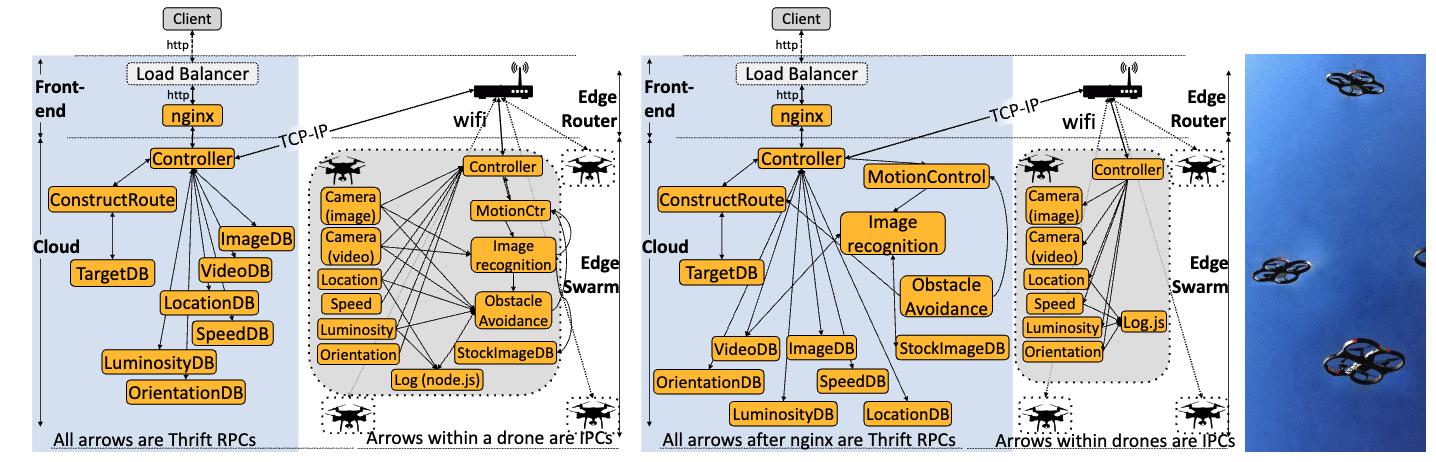 Client
http
Load Balancer
http
nginx
Front-
end
Edge
Router
wifi
TCP-IP
Controller
ConstructRoute
Cloud
TargetDB
ImageDB
VideoDB
LocationDB
SpeedDB
LuminosityDB
OrientationDB
Controller
Camera
(image)
MotionCtr
Camera
(video)
Image
recognition
Location
Speed
Obstacle
Avoidance
Luminosity
Orientation
StockImageDB
Log (node.js)
Edge
Swarm
All arrows are Thrift RPCs
Arrows within a drone are IPCs
Client
http
Load Balancer
http
nginx
Front-
end
Edge
Router
wifi
TCP-IP
Controller
MotionControl
ConstructRoute
Image
recognition
Cloud
TargetDB
Obstacle
Avoidance
VideoDB
ImageDB
StockImageDB
OrientationDB
SpeedDB
LuminosityDB
LocationDB
Controller
Camera
(image)
Camera
(video)
Location
Speed
Log.js
Luminosity
Orientation
Edge
Swarm
All arrows after nginx are Thrift RPCs
Arrows within drones are IPCs